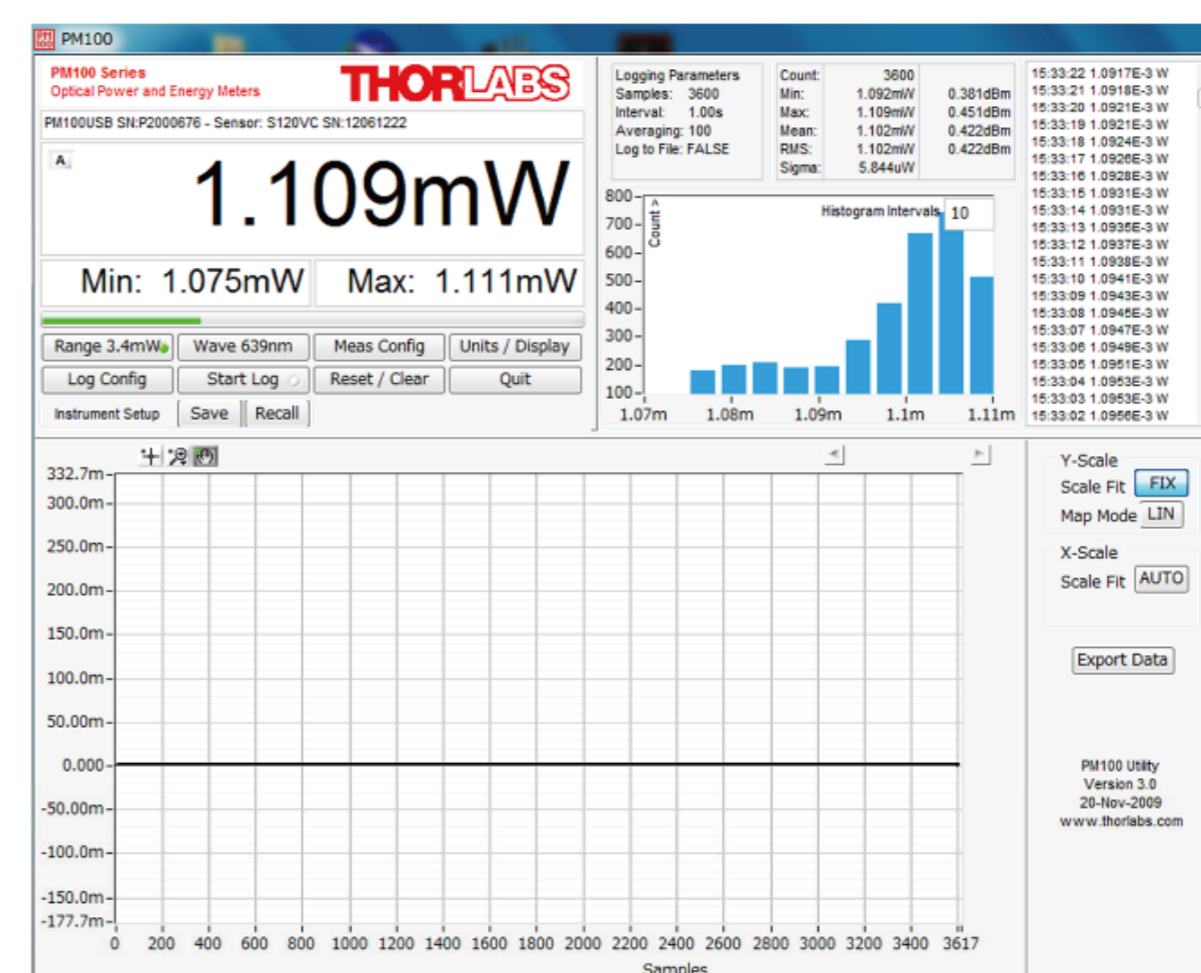 PM100
PM100 Series
Optical Power and Energy Meters
THORLABS
PM100USB SN:P2000676 - Sensor: S120VC SN:12061222
A
1.109mW
Min: 1.075mW
Max: 1.111mW
Range 3.4mW
Wave 639nm
Meas Config
Units / Display
Log Config
Start Log
Reset / Clear
Quit
Instrument Setup
Save
Recall
Logging Parameters
Samples: 3600
Interval: 1.00s
Averaging: 100
Log to File: FALSE
Count: 3600
Min: 1.092mW 0.381dBm
Max: 1.109mW 0.451dBm
Mean: 1.102mW 0.422dBm
RMS: 1.102mW 0.422dBm
Sigma: 5.844uW
Histogram Intervals 10
Count >
800
700
600
500
400
300
200
100
1.07m 1.08m 1.09m 1.1m 1.11m
15:33:22 1.0917E-3 W
15:33:21 1.0918E-3 W
15:33:20 1.0921E-3 W
15:33:19 1.0921E-3 W
15:33:18 1.0924E-3 W
15:33:17 1.0926E-3 W
15:33:16 1.0928E-3 W
15:33:15 1.0931E-3 W
15:33:14 1.0931E-3 W
15:33:13 1.0935E-3 W
15:33:12 1.0937E-3 W
15:33:11 1.0938E-3 W
15:33:10 1.0941E-3 W
15:33:09 1.0943E-3 W
15:33:08 1.0945E-3 W
15:33:07 1.0947E-3 W
15:33:06 1.0949E-3 W
15:33:05 1.0951E-3 W
15:33:04 1.0953E-3 W
15:33:03 1.0953E-3 W
15:33:02 1.0956E-3 W
332.7m
300.0m
250.0m
200.0m
150.0m
100.0m
50.00m
0.000
-50.00m
-100.0m
-150.0m
-177.7m
0 200 400 600 800 1000 1200 1400 1600 1800 2000 2200 2400 2600 2800 3000 3200 3400 3617
Samples
Y-Scale
Scale Fit FIX
Map Mode LIN
X-Scale
Scale Fit AUTO
Export Data
PM100 Utility
Version 3.0
20-Nov-2009
www.thorlabs.com